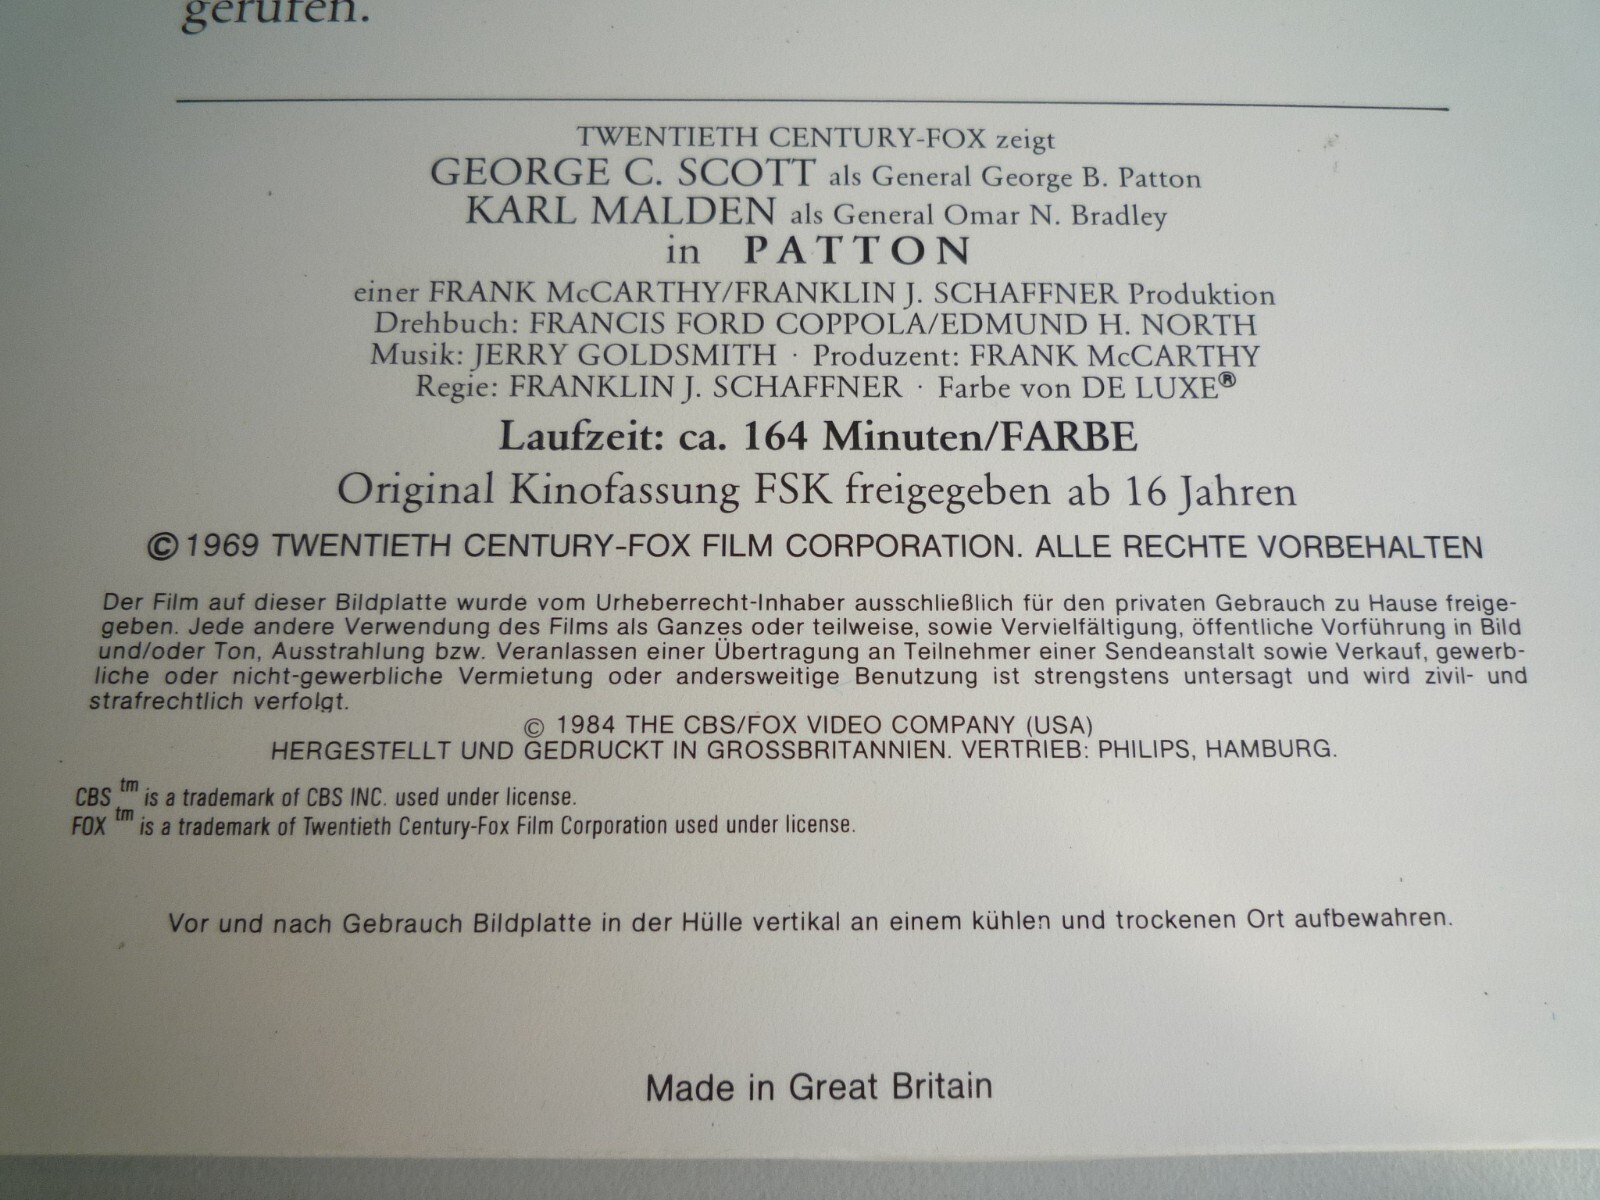 gerufen.
TWENTIETH CENTURY-FOX zeigt
GEORGE C. SCOTT als General George B. Patton
KARL MALDEN als General Omar N. Bradley
in PATTON
einer FRANK McCARTHY/FRANKLIN J. SCHAFFNER Produktion
Drehbuch: FRANCIS FORD COPPOLA/EDMUND H. NORTH
Musik: JERRY GOLDSMITH · Produzent: FRANK McCARTHY
Regie: FRANKLIN J. SCHAFFNER · Farbe von DE LUXE®
Laufzeit: ca. 164 Minuten/FARBE
Original Kinofassung FSK freigegeben ab 16 Jahren
© 1969 TWENTIETH CENTURY-FOX FILM CORPORATION. ALLE RECHTE VORBEHALTEN
Der Film auf dieser Bildplatte wurde vom Urheberrecht-Inhaber ausschließlich für den privaten Gebrauch zu Hause freige-
geben. Jede andere Verwendung des Films als Ganzes oder teilweise, sowie Vervielfältigung, öffentliche Vorführung in Bild
und/oder Ton, Ausstrahlung bzw. Veranlassen einer Übertragung an Teilnehmer einer Sendeanstalt sowie Verkauf, gewerb-
liche oder nicht-gewerbliche Vermietung oder andersweitige Benutzung ist strengstens untersagt und wird zivil- und
strafrechtlich verfolgt.
© 1984 THE CBS/FOX VIDEO COMPANY (USA)
HERGESTELLT UND GEDRUCKT IN GROSSBRITANNIEN. VERTRIEB: PHILIPS, HAMBURG.
CBS tm is a trademark of CBS INC. used under license.
FOX tm is a trademark of Twentieth Century-Fox Film Corporation used under license.
Vor und nach Gebrauch Bildplatte in der Hülle vertikal an einem kühlen und trockenen Ort aufbewahren.
Made in Great Britain